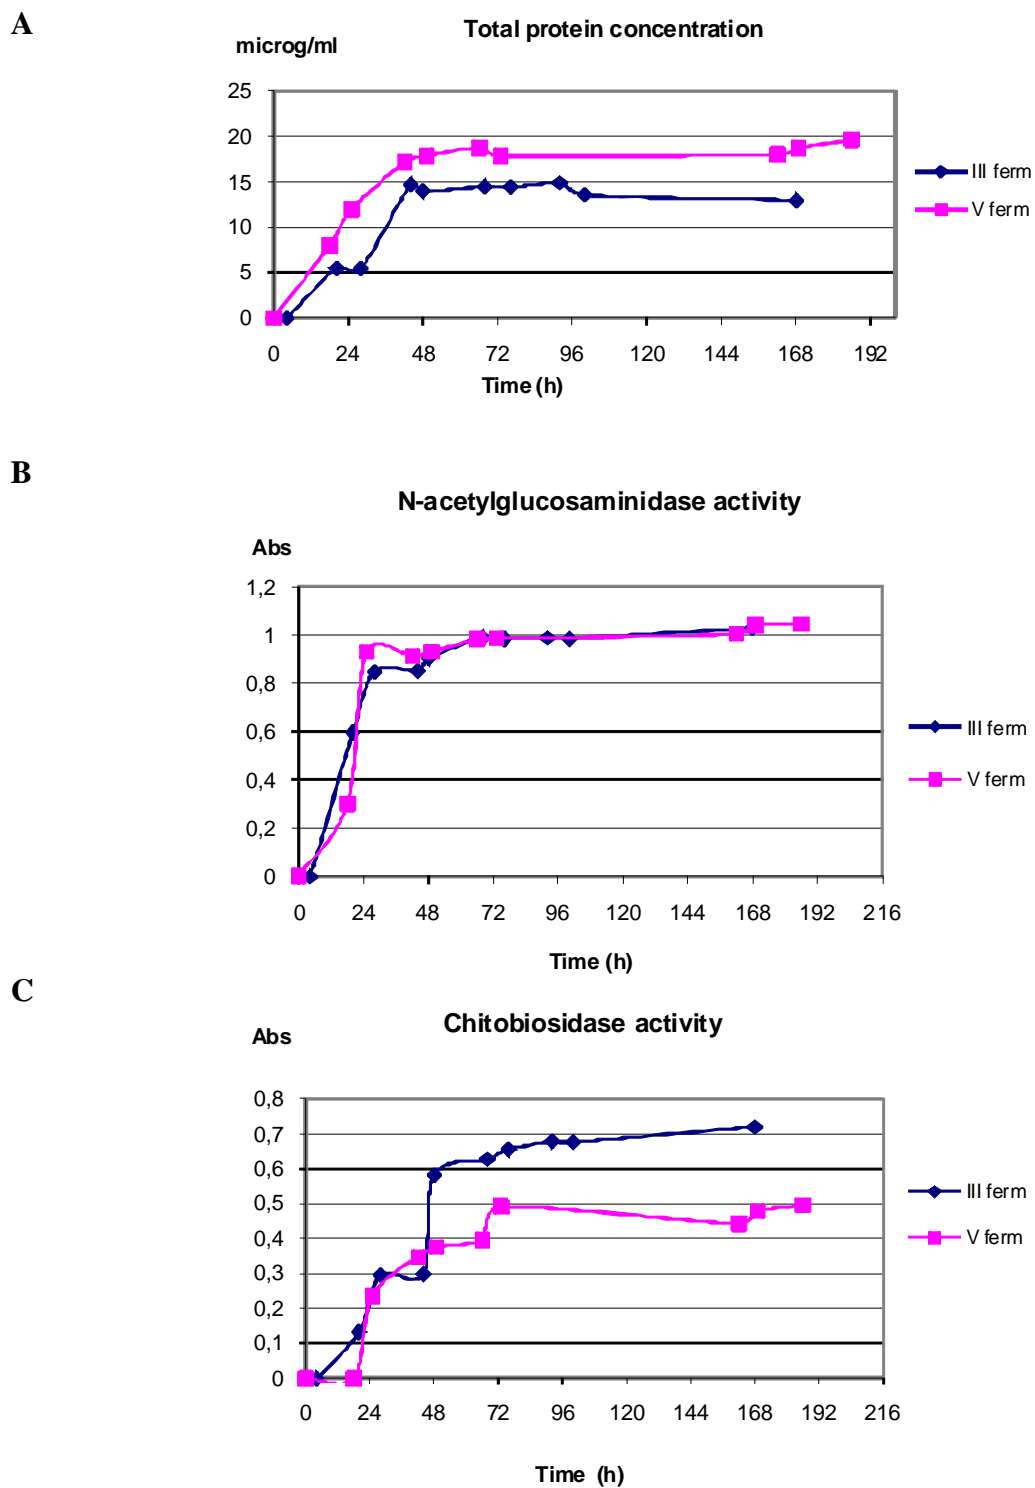 A
Total protein concentration
microg/ml
25
20
15
10
5
0
0 24 48 72 96 120 144 168 192
Time (h)
III ferm
V ferm
B
N-acetylglucosaminidase activity
Abs
1,2
1
0,8
0,6
0,4
0,2
0
0 24 48 72 96 120 144 168 192 216
Time (h)
III ferm
V ferm
C
Chitobiosidase activity
Abs
0,8
0,7
0,6
0,5
0,4
0,3
0,2
0,1
0
0 24 48 72 96 120 144 168 192 216
Time (h)
III ferm
V ferm